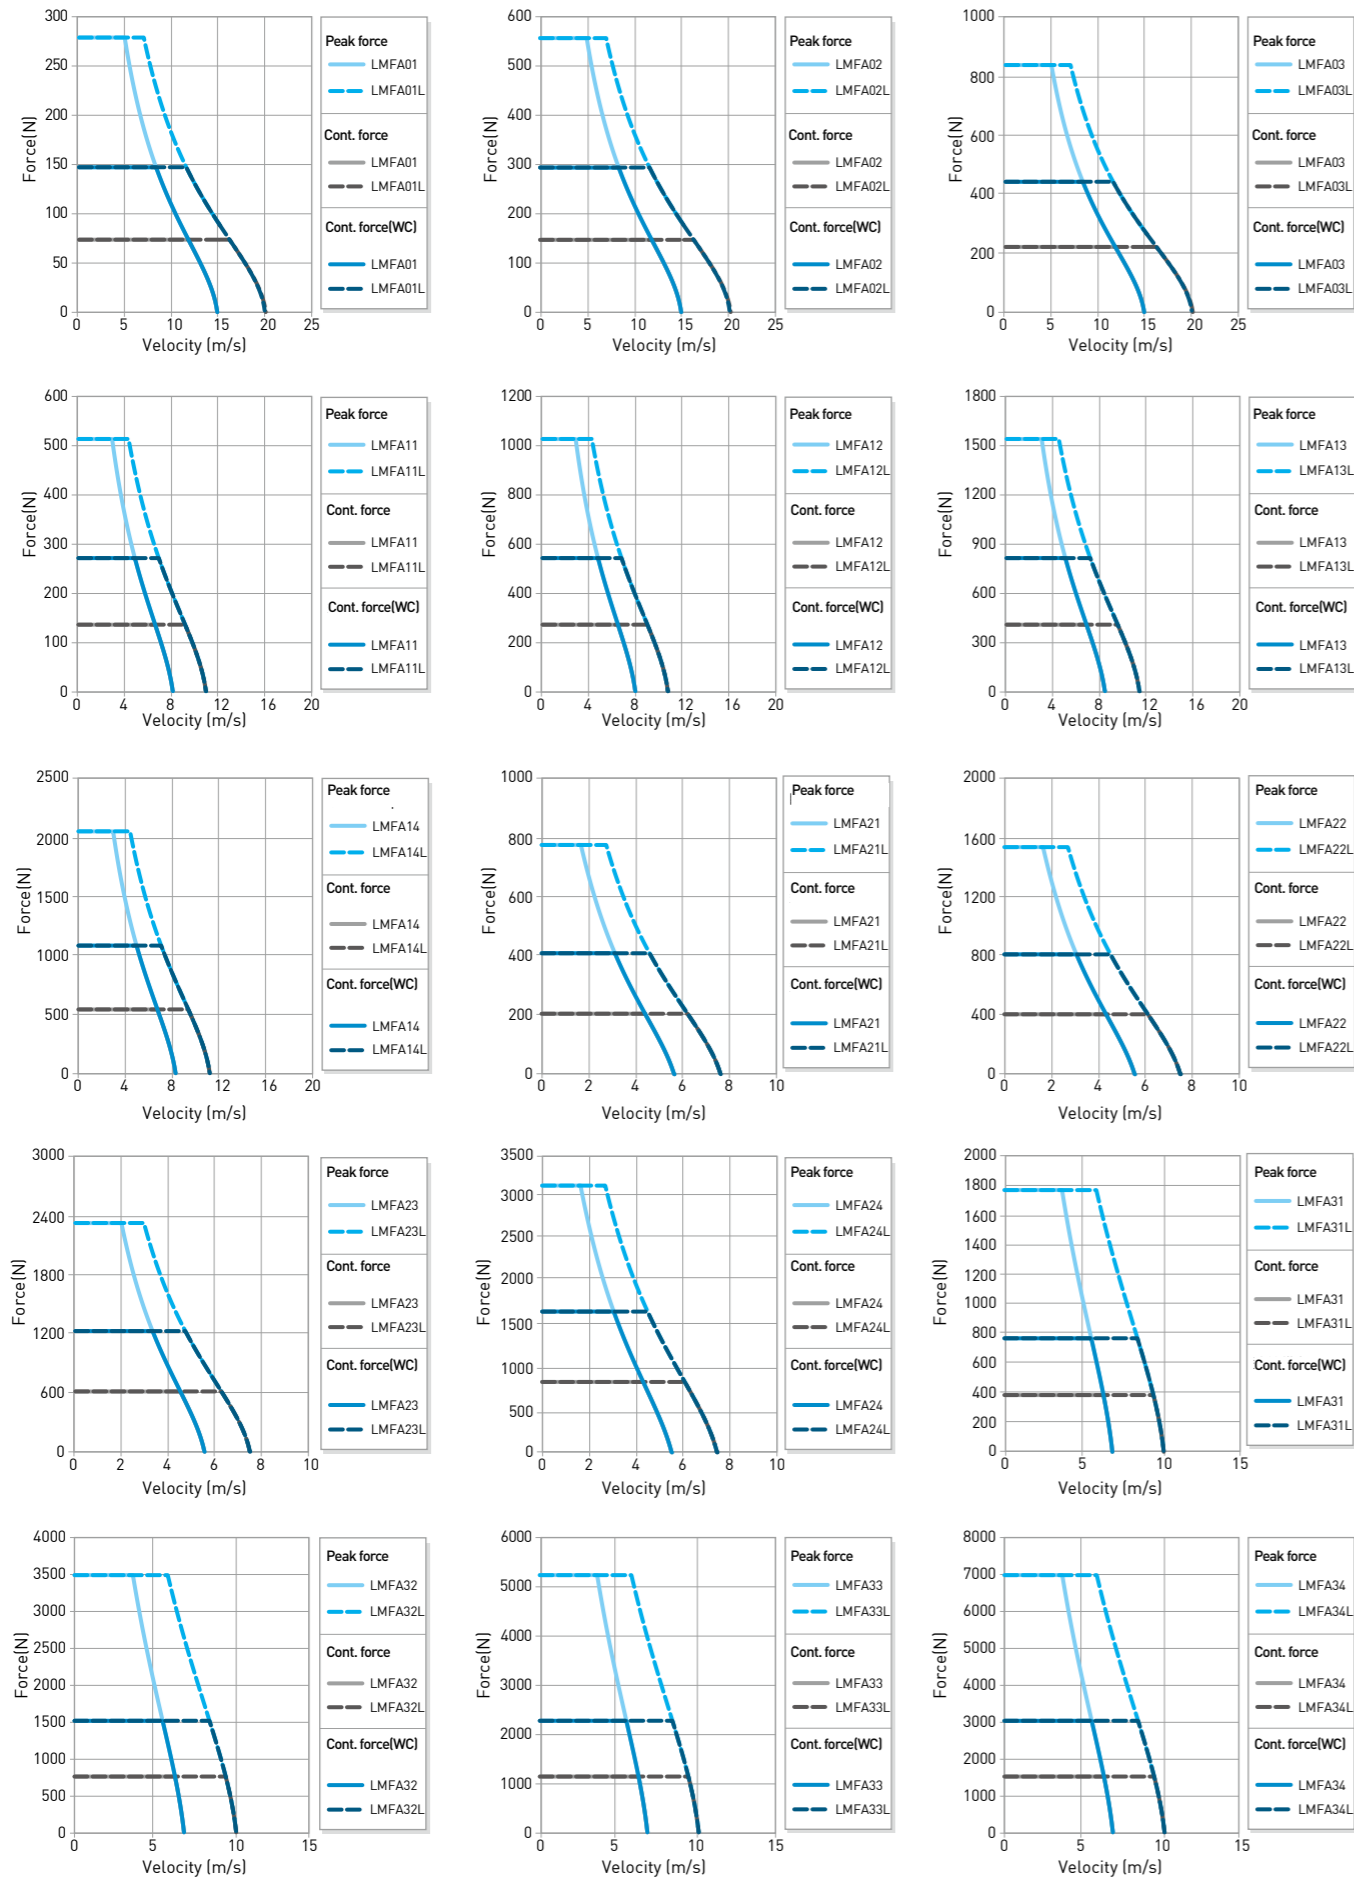 300
250
200
150
100
50
0
0 5 10 15 20 25
Force(N)
Velocity (m/s)
Peak force
LMFA01
LMFA01L
Cont. force
LMFA01
LMFA01L
Cont. force(WC)
LMFA01
LMFA01L
600
500
400
300
200
100
0
0 5 10 15 20 25
Force(N)
Velocity (m/s)
Peak force
LMFA02
LMFA02L
Cont. force
LMFA02
LMFA02L
Cont. force(WC)
LMFA02
LMFA02L
1000
800
600
400
200
0
0 5 10 15 20 25
Force(N)
Velocity (m/s)
Peak force
LMFA03
LMFA03L
Cont. force
LMFA03
LMFA03L
Cont. force(WC)
LMFA03
LMFA03L
600
500
400
300
200
100
0
0 4 8 12 16 20
Force(N)
Velocity (m/s)
Peak force
LMFA11
LMFA11L
Cont. force
LMFA11
LMFA11L
Cont. force(WC)
LMFA11
LMFA11L
1200
1000
800
600
400
200
0
0 4 8 12 16 20
Force(N)
Velocity (m/s)
Peak force
LMFA12
LMFA12L
Cont. force
LMFA12
LMFA12L
Cont. force(WC)
LMFA12
LMFA12L
1800
1500
1200
900
600
300
0
0 4 8 12 16 20
Force(N)
Velocity (m/s)
Peak force
LMFA13
LMFA13L
Cont. force
LMFA13
LMFA13L
Cont. force(WC)
LMFA13
LMFA13L
2500
2000
1500
1000
500
0
0 4 8 12 16 20
Force(N)
Velocity (m/s)
Peak force
LMFA14
LMFA14L
Cont. force
LMFA14
LMFA14L
Cont. force(WC)
LMFA14
LMFA14L
1000
800
600
400
200
0
0 2 4 6 8 10
Force(N)
Velocity (m/s)
Peak force
LMFA21
LMFA21L
Cont. force
LMFA21
LMFA21L
Cont. force(WC)
LMFA21
LMFA21L
2000
1600
1200
800
400
0
0 2 4 6 8 10
Force(N)
Velocity (m/s)
Peak force
LMFA22
LMFA22L
Cont. force
LMFA22
LMFA22L
Cont. force(WC)
LMFA22
LMFA22L
3000
2400
1800
1200
600
0
0 2 4 6 8 10
Force(N)
Velocity (m/s)
Peak force
LMFA23
LMFA23L
Cont. force
LMFA23
LMFA23L
Cont. force(WC)
LMFA23
LMFA23L
3500
3000
2500
2000
1500
1000
500
0
0 2 4 6 8 10
Force(N)
Velocity (m/s)
Peak force
LMFA24
LMFA24L
Cont. force
LMFA24
LMFA24L
Cont. force(WC)
LMFA24
LMFA24L
2000
1800
1600
1400
1200
1000
800
600
400
200
0
0 5 10 15
Force(N)
Velocity (m/s)
Peak force
LMFA31
LMFA31L
Cont. force
LMFA31
LMFA31L
Cont. force(WC)
LMFA31
LMFA31L
4000
3500
3000
2500
2000
1500
1000
500
0
0 5 10 15
Force(N)
Velocity (m/s)
Peak force
LMFA32
LMFA32L
Cont. force
LMFA32
LMFA32L
Cont. force(WC)
LMFA32
LMFA32L
6000
5000
4000
3000
2000
1000
0
0 5 10 15
Force(N)
Velocity (m/s)
Peak force
LMFA33
LMFA33L
Cont. force
LMFA33
LMFA33L
Cont. force(WC)
LMFA33
LMFA33L
8000
7000
6000
5000
4000
3000
2000
1000
0
0 5 10 15
Force(N)
Velocity (m/s)
Peak force
LMFA34
LMFA34L
Cont. force
LMFA34
LMFA34L
Cont. force(WC)
LMFA34
LMFA34L